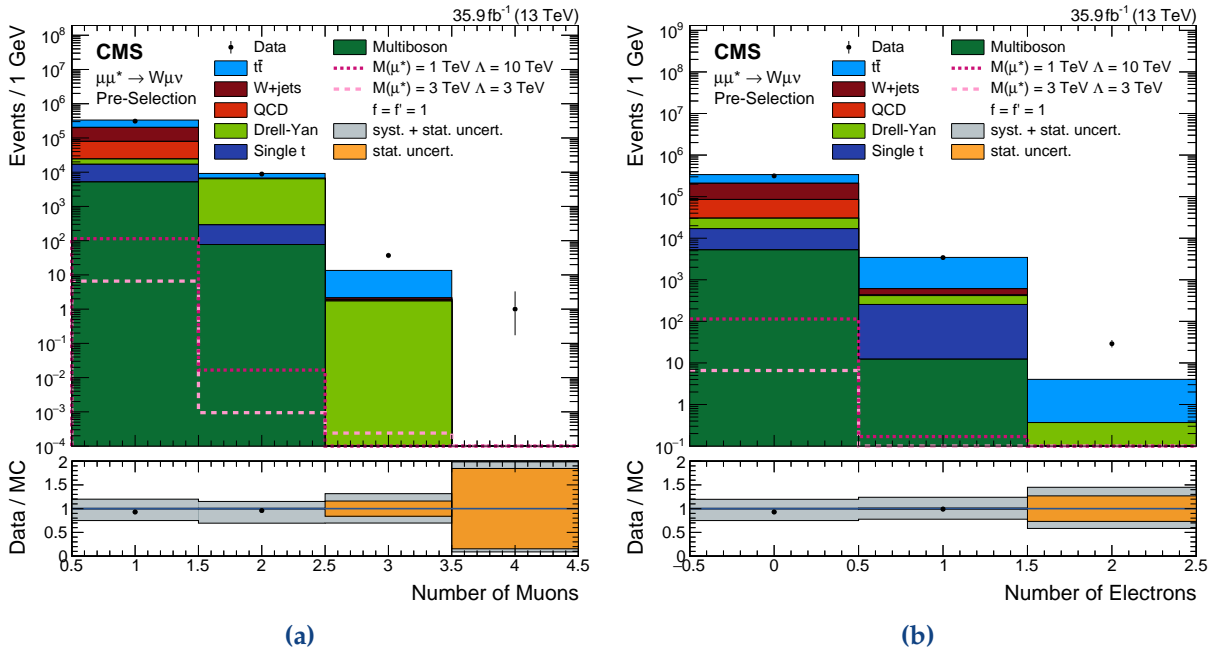 35.9 fb⁻¹ (13 TeV)
Events / 1 GeV
10⁸
10⁷
10⁶
10⁵
10⁴
10³
10²
10
1
10⁻¹
10⁻²
10⁻³
10⁻⁴
CMS
μμ* → Wμν
Pre-Selection
Data
tt̄
W+jets
QCD
Drell-Yan
Single t
Multiboson
M(μ*) = 1 TeV Λ = 10 TeV
M(μ*) = 3 TeV Λ = 3 TeV
f = f' = 1
syst. + stat. uncert.
stat. uncert.
Data / MC
2
1.5
1
0.5
0
0.5 1 1.5 2 2.5 3 3.5 4 4.5
Number of Muons
(a)
35.9 fb⁻¹ (13 TeV)
Events / 1 GeV
10⁹
10⁸
10⁷
10⁶
10⁵
10⁴
10³
10²
10
1
10⁻¹
CMS
μμ* → Wμν
Pre-Selection
Data
tt̄
W+jets
QCD
Drell-Yan
Single t
Multiboson
M(μ*) = 1 TeV Λ = 10 TeV
M(μ*) = 3 TeV Λ = 3 TeV
f = f' = 1
syst. + stat. uncert.
stat. uncert.
Data / MC
2
1.5
1
0.5
0
−0.5 0 0.5 1 1.5 2 2.5
Number of Electrons
(b)